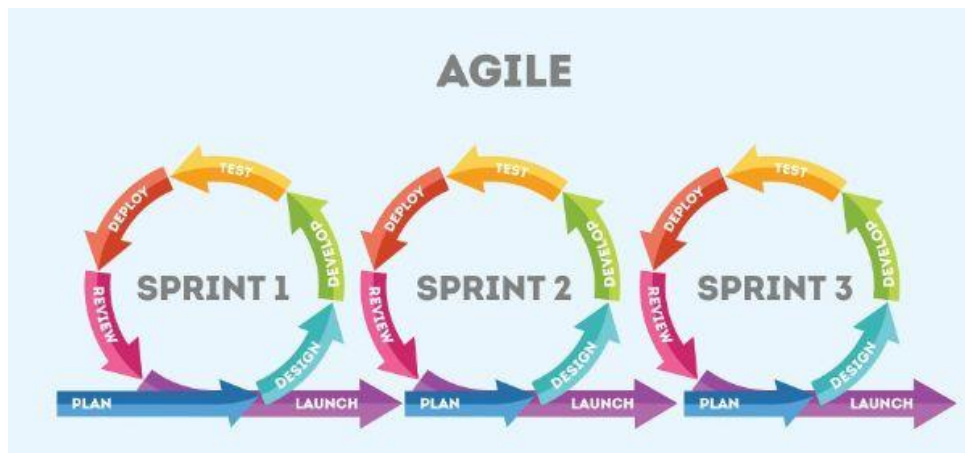 AGILE
TEST
TEST
TEST
DEPLOY
DEVELOP
DEPLOY
DEVELOP
DEPLOY
DEVELOP
SPRINT 1
SPRINT 2
SPRINT 3
REVIEW
DESIGN
REVIEW
DESIGN
REVIEW
DESIGN
PLAN
LAUNCH
PLAN
LAUNCH
PLAN
LAUNCH